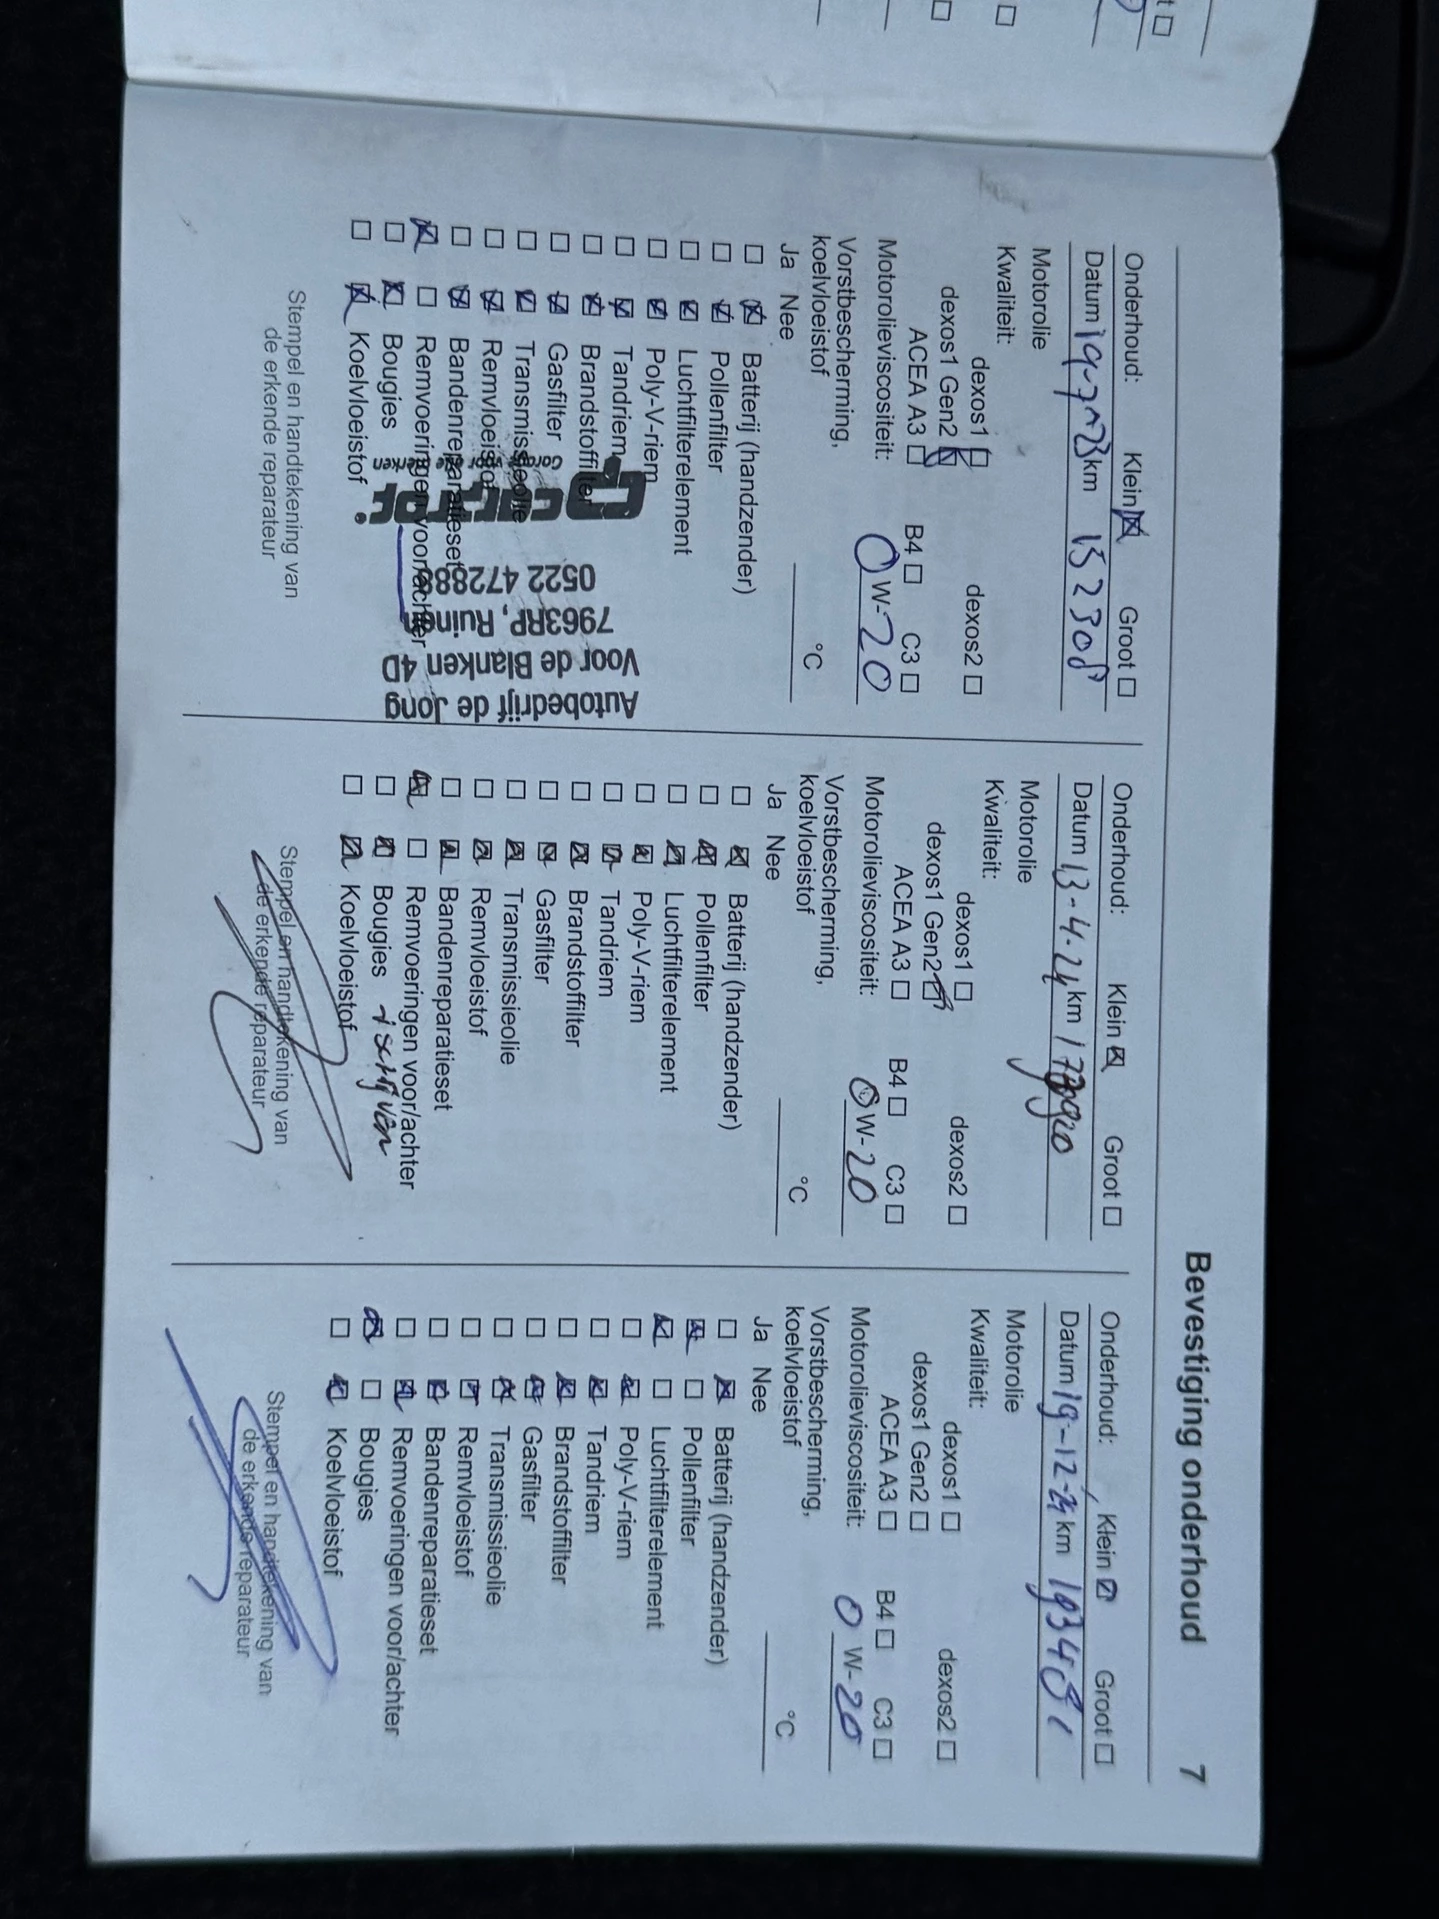 Bevestiging onderhoud 7
Onderhoud: Klein ☒ Groot ☐
Datum km 152308
Motorolie
Kwaliteit:
dexos1 ☐ dexos2 ☐
dexos1 Gen2 ☒
ACEA A3 ☐ B4 ☐ C3 ☐
Motorolieviscositeit: 0 W-20
Vorstbescherming,
koelvloeistof °C
Ja Nee
☐ ☒ Batterij (handzender)
☐ ☒ Pollenfilter
☐ ☒ Luchtfilterelement
☐ ☒ Poly-V-riem
☐ ☒ Tandriem
☐ ☒ Brandstoffilter
☐ ☒ Gasfilter
☐ ☒ Transmissieolie
☐ ☒ Remvloeistof
☐ ☒ Bandenreparatieset
☒ ☐ Remvoeringen voor/achter
☐ ☒ Bougies
☐ ☒ Koelvloeistof
Autobedrijf de Jong
Voor de Blanken 4D
7963RP, Ruinen
Stempel en handtekening van
de erkende reparateur
Onderhoud: Klein ☒ Groot ☐
Datum 13-4-24 km
Motorolie
Kwaliteit:
dexos1 ☐ dexos2 ☐
dexos1 Gen2 ☒
ACEA A3 ☐ B4 ☐ C3 ☐
Motorolieviscositeit: 0 W-20
Vorstbescherming,
koelvloeistof °C
Ja Nee
☐ ☒ Batterij (handzender)
☐ ☒ Pollenfilter
☐ ☒ Luchtfilterelement
☐ ☒ Poly-V-riem
☐ ☒ Tandriem
☐ ☒ Brandstoffilter
☐ ☒ Gasfilter
☐ ☒ Transmissieolie
☐ ☒ Remvloeistof
☐ ☒ Bandenreparatieset
☒ ☐ Remvoeringen voor/achter
☐ ☒ Bougies
☐ ☒ Koelvloeistof
Stempel en handtekening van
de erkende reparateur
Onderhoud: Klein ☒ Groot ☐
Datum 19-12-24 km
Motorolie
Kwaliteit:
dexos1 ☐ dexos2 ☐
dexos1 Gen2 ☐
ACEA A3 ☐ B4 ☐ C3 ☐
Motorolieviscositeit: 0 W-20
Vorstbescherming,
koelvloeistof °C
Ja Nee
☐ ☒ Batterij (handzender)
☒ ☐ Pollenfilter
☒ ☐ Luchtfilterelement
☐ ☒ Poly-V-riem
☐ ☒ Tandriem
☐ ☒ Brandstoffilter
☐ ☒ Gasfilter
☐ ☒ Transmissieolie
☐ ☒ Remvloeistof
☐ ☒ Bandenreparatieset
☐ ☒ Remvoeringen voor/achter
☒ ☐ Bougies
☐ ☒ Koelvloeistof
Stempel en handtekening van
de erkende reparateur